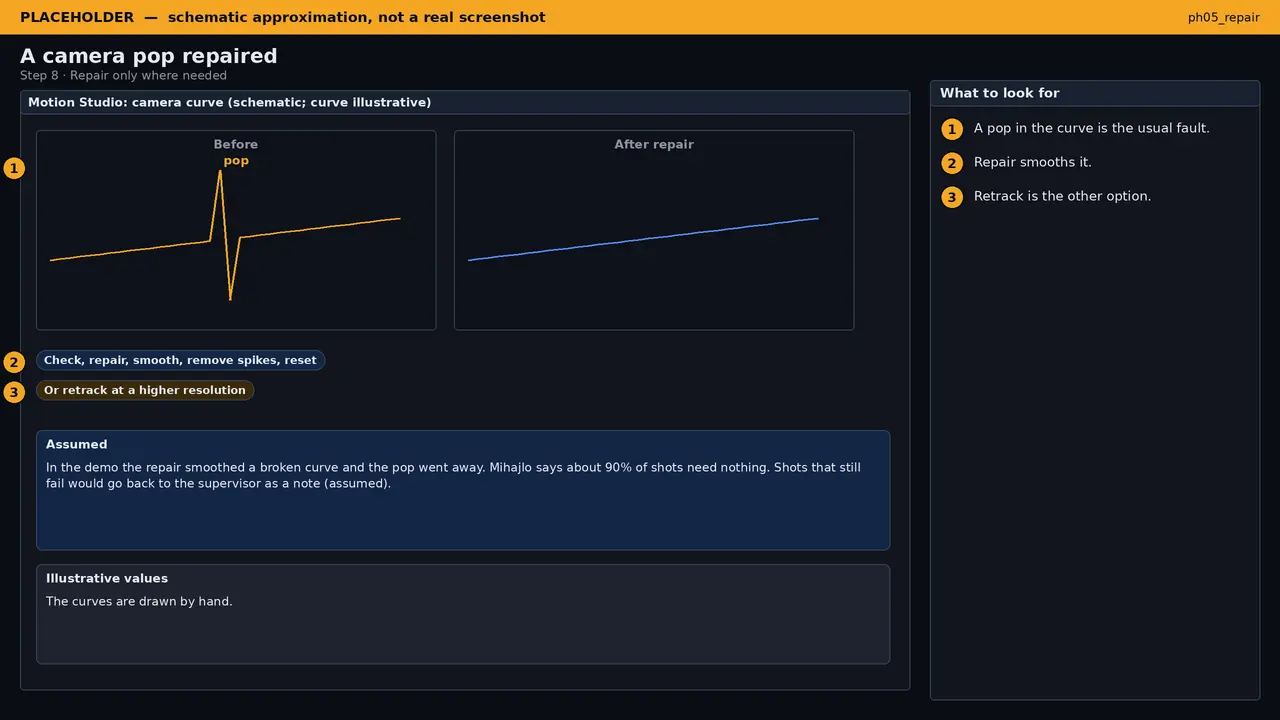 PLACEHOLDER — schematic approximation, not a real screenshot
ph05_repair
A camera pop repaired
Step 8 · Repair only where needed
Motion Studio: camera curve (schematic; curve illustrative)
Before
pop
After repair
1
2
Check, repair, smooth, remove spikes, reset
3
Or retrack at a higher resolution
Assumed
In the demo the repair smoothed a broken curve and the pop went away. Mihajlo says about 90% of shots need nothing. Shots that still
fail would go back to the supervisor as a note (assumed).
Illustrative values
The curves are drawn by hand.
What to look for
1 A pop in the curve is the usual fault.
2 Repair smooths it.
3 Retrack is the other option.